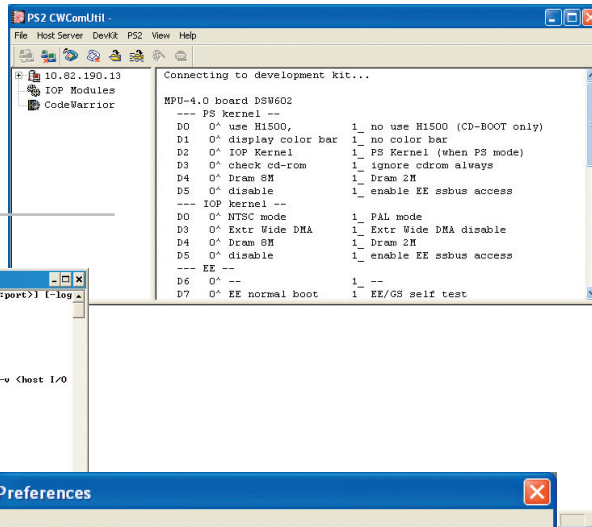 PS2 CWComUtil -
File Host Server DevKit PS2 View Help
10.82.190.13
IOP Modules
CodeWarrior
Connecting to development kit...
MPU-4.0 board DSW602
--- PS kernel --
D0 0^ use H1500, 1_ no use H1500 (CD-BOOT only)
D1 0^ display color bar 1_ no color bar
D2 0^ IOP Kernel 1_ PS Kernel (when PS mode)
D3 0^ check cd-rom 1_ ignore cdrom always
D4 0^ Dram 8M 1_ Dram 2M
D5 0^ disable 1_ enable EE ssbus access
--- IOP kernel --
D0 0^ NTSC mode 1_ PAL mode
D3 0^ Extr Wide DMA 1_ Extr Wide DMA disable
D4 0^ Dram 8M 1_ Dram 2M
D5 0^ disable 1_ enable EE ssbus access
--- EE --
D6 0^ -- 1_ --
D7 0^ EE normal boot 1 EE/GS self test
:port>] [-log
-v <host I/O
Preferences